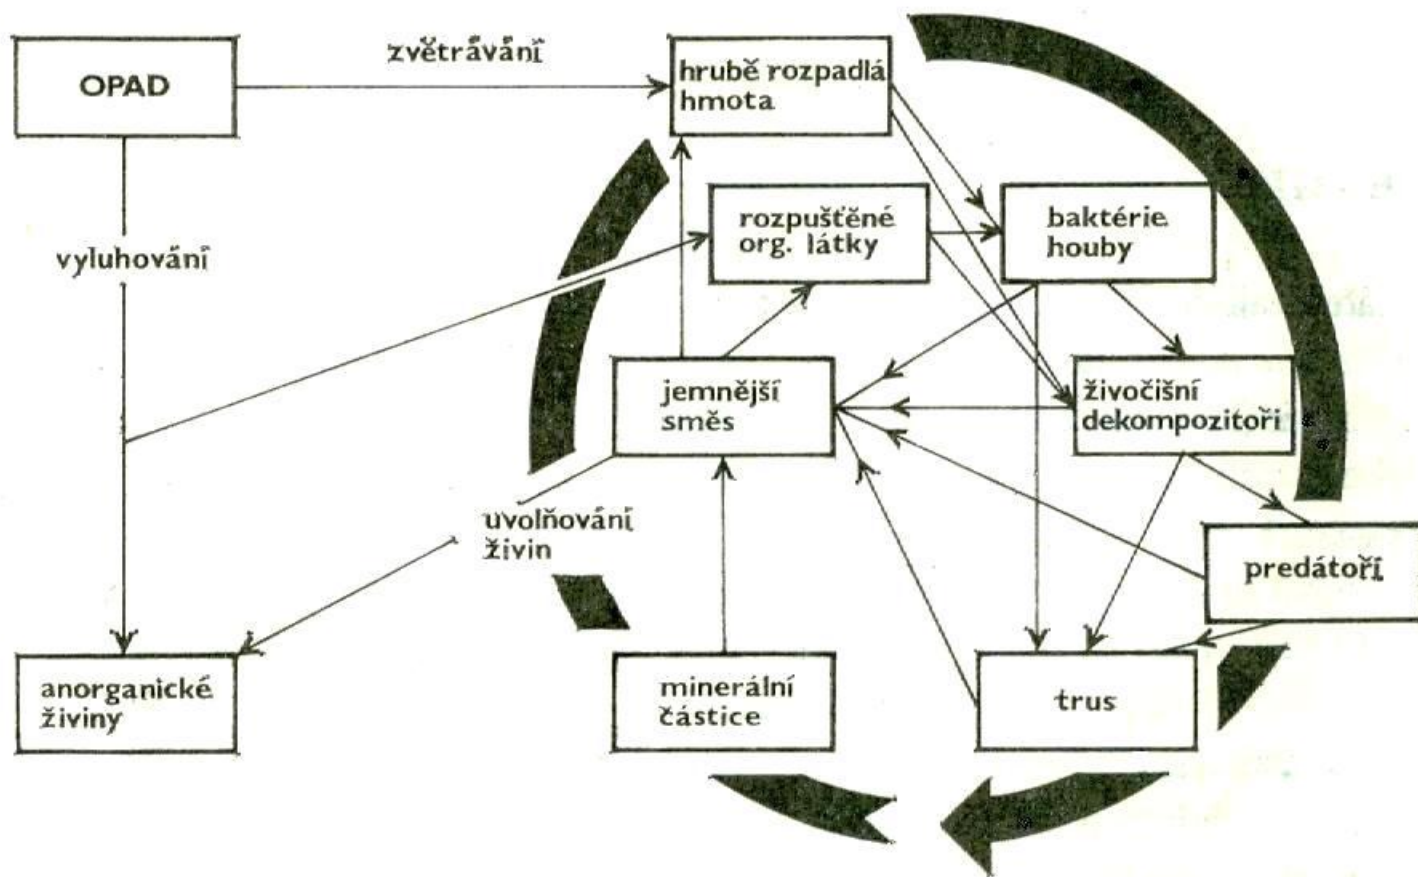 OPAD
zvětrávání
hrubě rozpadlá
hmota
vyluhování
rozpuštěné
org. látky
baktérie
houby
jemnější
směs
živočišní
dekompozitoři
uvolňování
živin
predátoří
anorganické
živiny
minerální
částice
trus